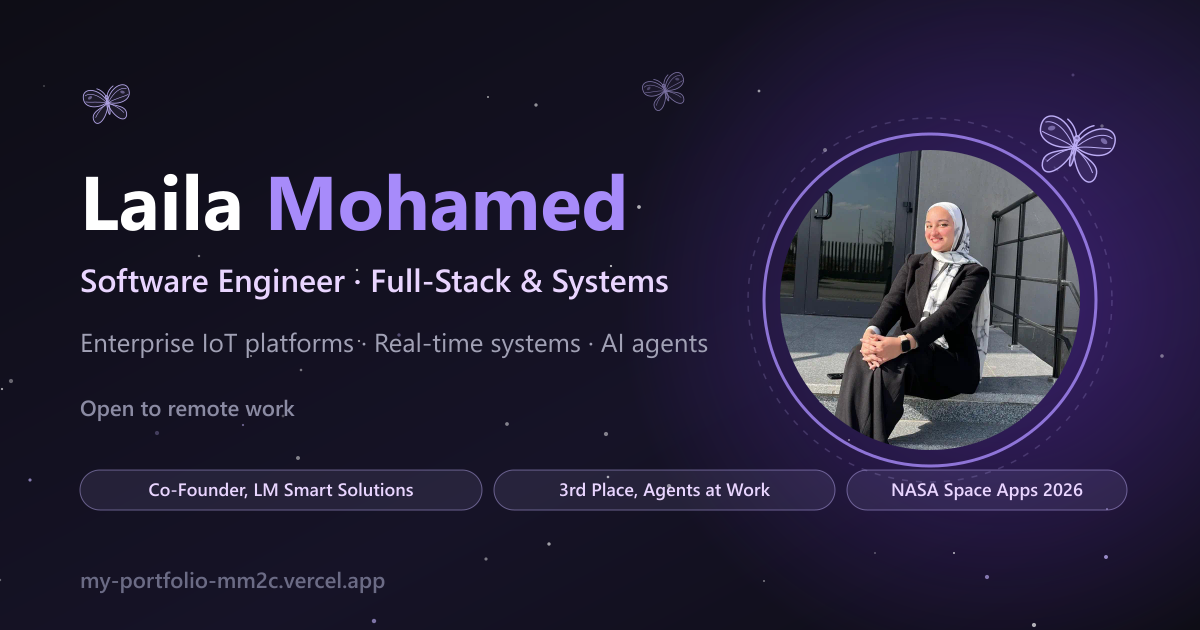 Laila Mohamed
Software Engineer · Full-Stack & Systems
Enterprise IoT platforms · Real-time systems · AI agents
Open to remote work
Co-Founder, LM Smart Solutions
3rd Place, Agents at Work
NASA Space Apps 2026
my-portfolio-mm2c.vercel.app